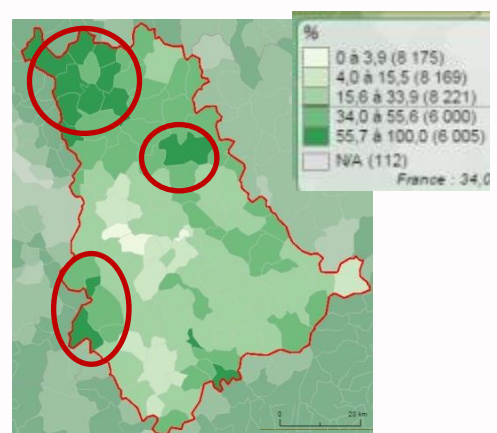 %
0 à 3,9 (8 175)
4,0 à 15,5 (8 169)
15,6 à 33,9 (8 221)
34,0 à 55,6 (6 000)
55,7 à 100,0 (6 005)
N/A (112)
France : 34,0
0 20 km